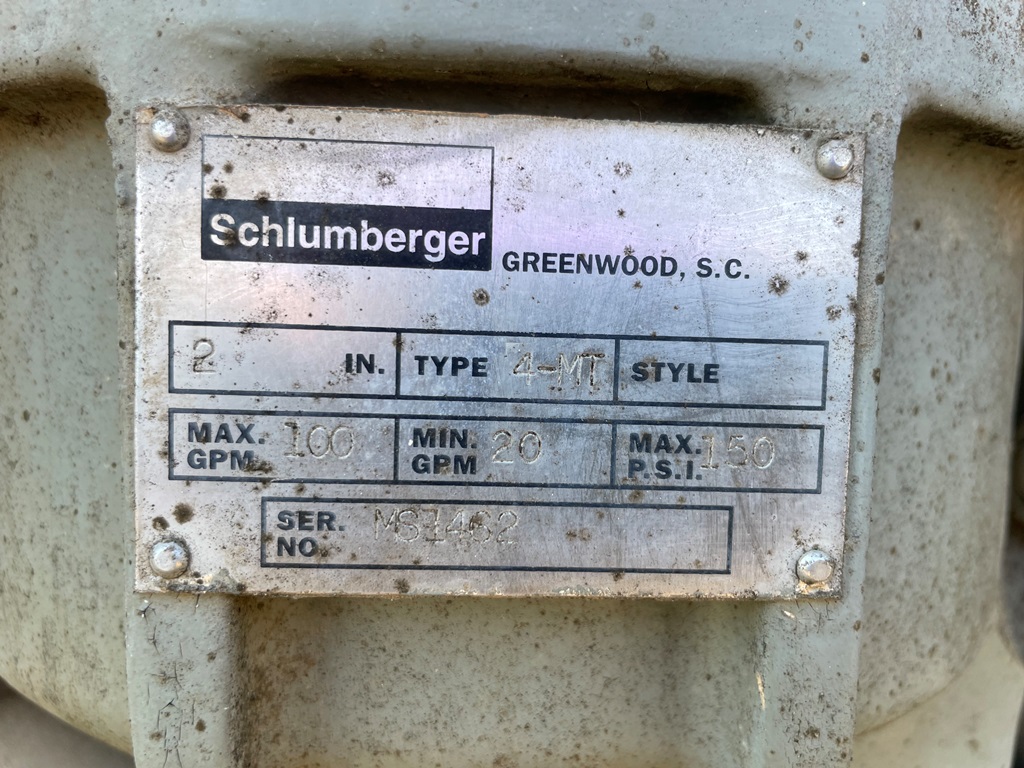 Schlumberger
GREENWOOD, S.C.
2 IN. TYPE 4-MT STYLE
MAX. GPM. 100 MIN. GPM 20 MAX. P.S.I. 150
SER. NO. MS1462